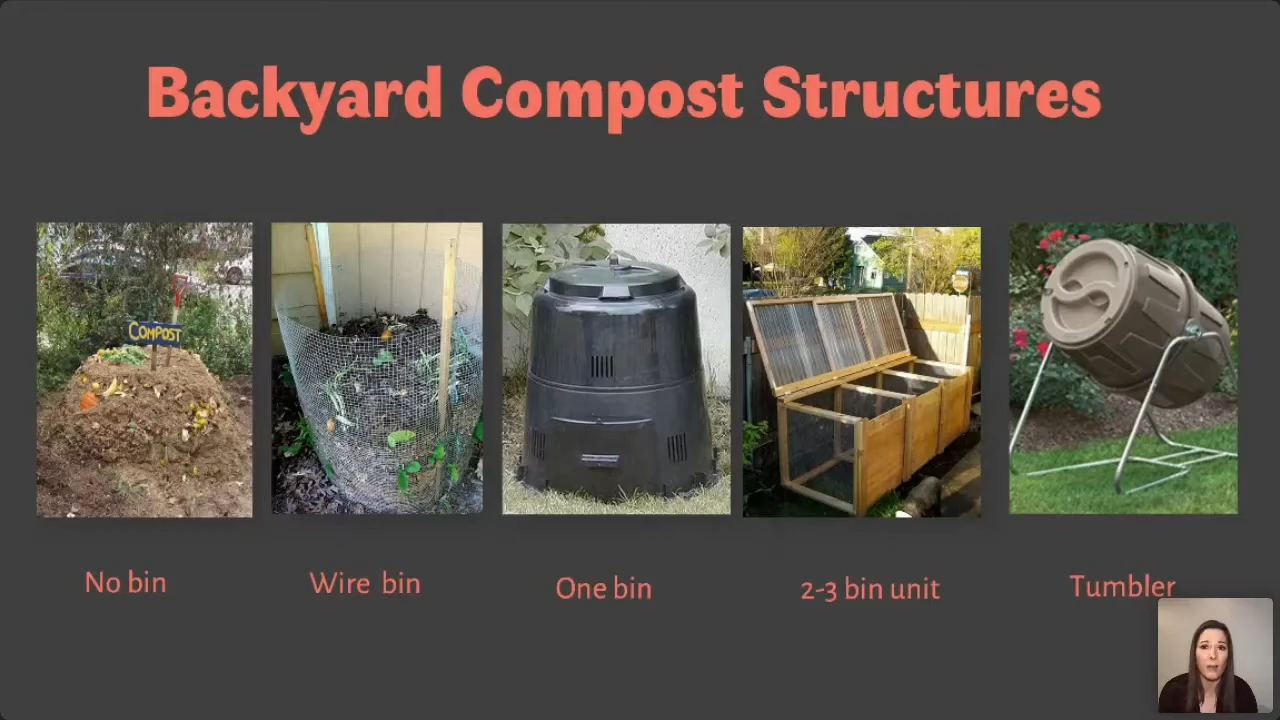 Backyard Compost Structures
COMPOST
No bin
Wire bin
One bin
2-3 bin unit
Tumbler